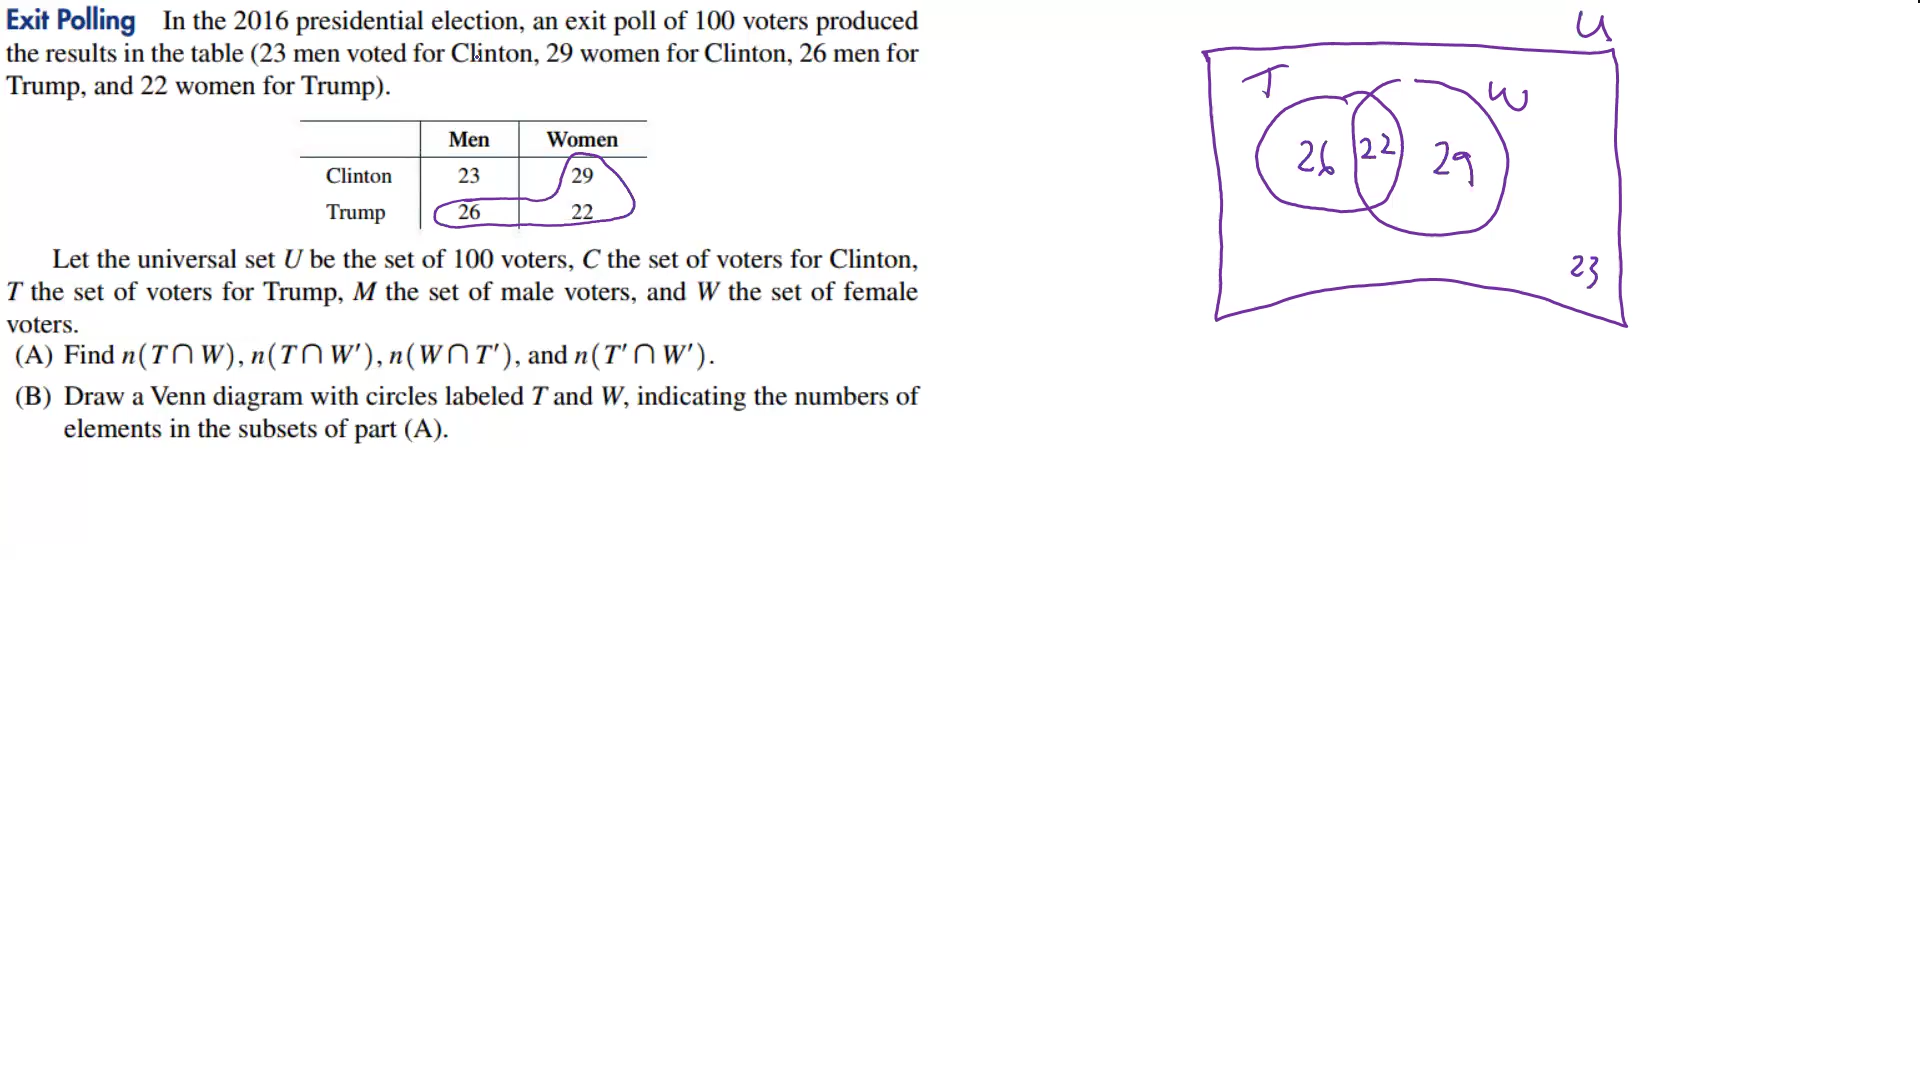 Exit Polling In the 2016 presidential election, an exit poll of 100 voters produced
the results in the table (23 men voted for Clinton, 29 women for Clinton, 26 men for
Trump, and 22 women for Trump).
Men Women
Clinton 23 29
Trump 26 22
Let the universal set U be the set of 100 voters, C the set of voters for Clinton,
T the set of voters for Trump, M the set of male voters, and W the set of female
voters.
(A) Find n(T ∩ W), n(T ∩ W′), n(W ∩ T′), and n(T′ ∩ W′).
(B) Draw a Venn diagram with circles labeled T and W, indicating the numbers of
elements in the subsets of part (A).
U
T W
26 22 29
23